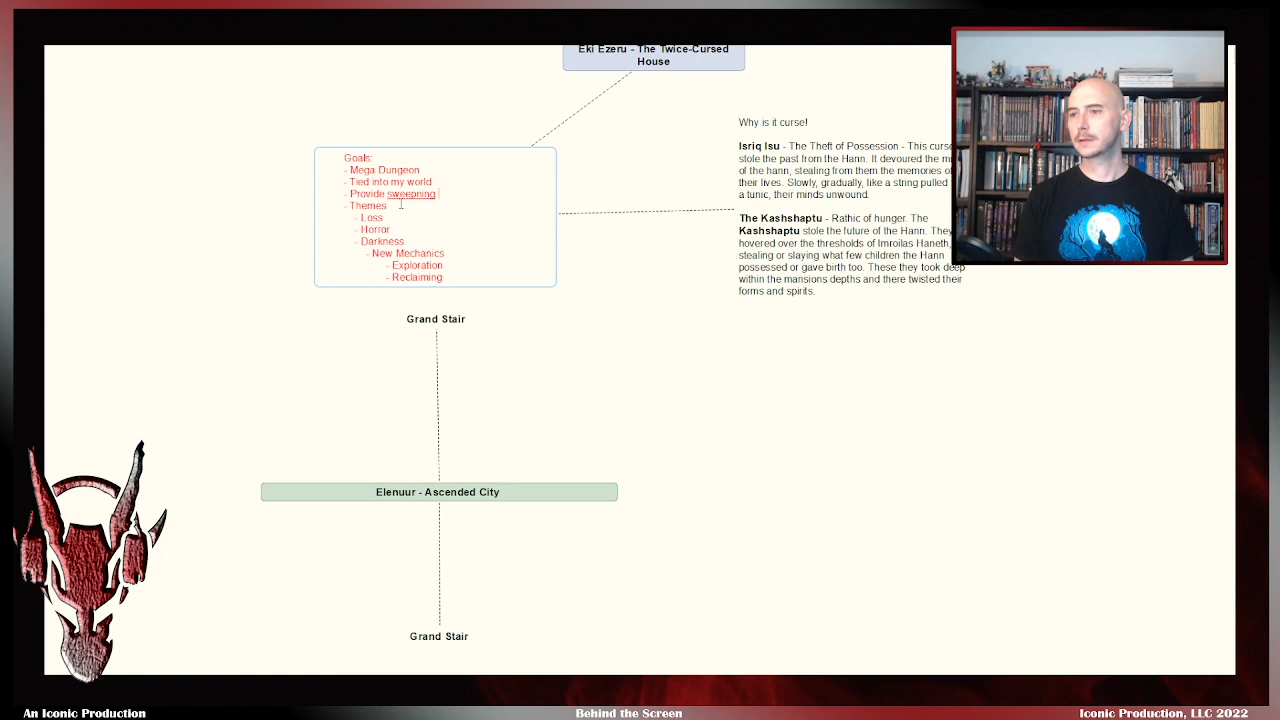 Eki Ezeru - The Twice-Cursed
House
Why is it curse!
Goals:
- Mega Dungeon
- Tied into my world
- Provide sweepning
- Themes
- Loss
- Horror
- Darkness
- New Mechanics
- Exploration
- Reclaiming
Isriq Isu - The Theft of Possession - This
stole the past from the Hann. It devoured the
of the hann, stealing from them the memories
their lives. Slowly, gradually, like a string pulled
a tunic, their minds unwound.
The Kashshaptu - Rathic of hunger. The
Kashshaptu stole the future of the Hann. They
hovered over the thresholds of Imroilas Haneth,
stealing or slaying what few children the Hann
possessed or gave birth too. These they took deep
within the mansions depths and there twisted their
forms and spirits.
Grand Stair
Elenuur - Ascended City
Grand Stair
An Iconic Production
Behind the Screen
Iconic Production, LLC 2022